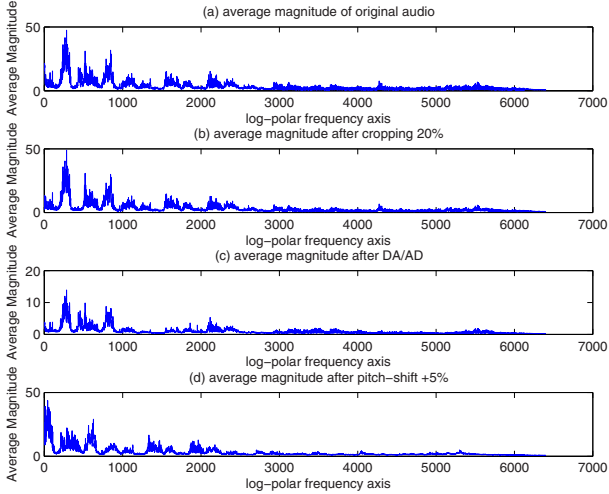 (a) average magnitude of original audio
Average Magnitude
50
0
0 1000 2000 3000 4000 5000 6000 7000
log-polar frequency axis
(b) average magnitude after cropping 20%
Average Magnitude
50
0
0 1000 2000 3000 4000 5000 6000 7000
log-polar frequency axis
(c) average magnitude after DA/AD
Average Magnitude
20
10
0
0 1000 2000 3000 4000 5000 6000 7000
log-polar frequency axis
(d) average magnitude after pitch-shift +5%
Average Magnitude
50
0
0 1000 2000 3000 4000 5000 6000 7000
log-polar frequency axis